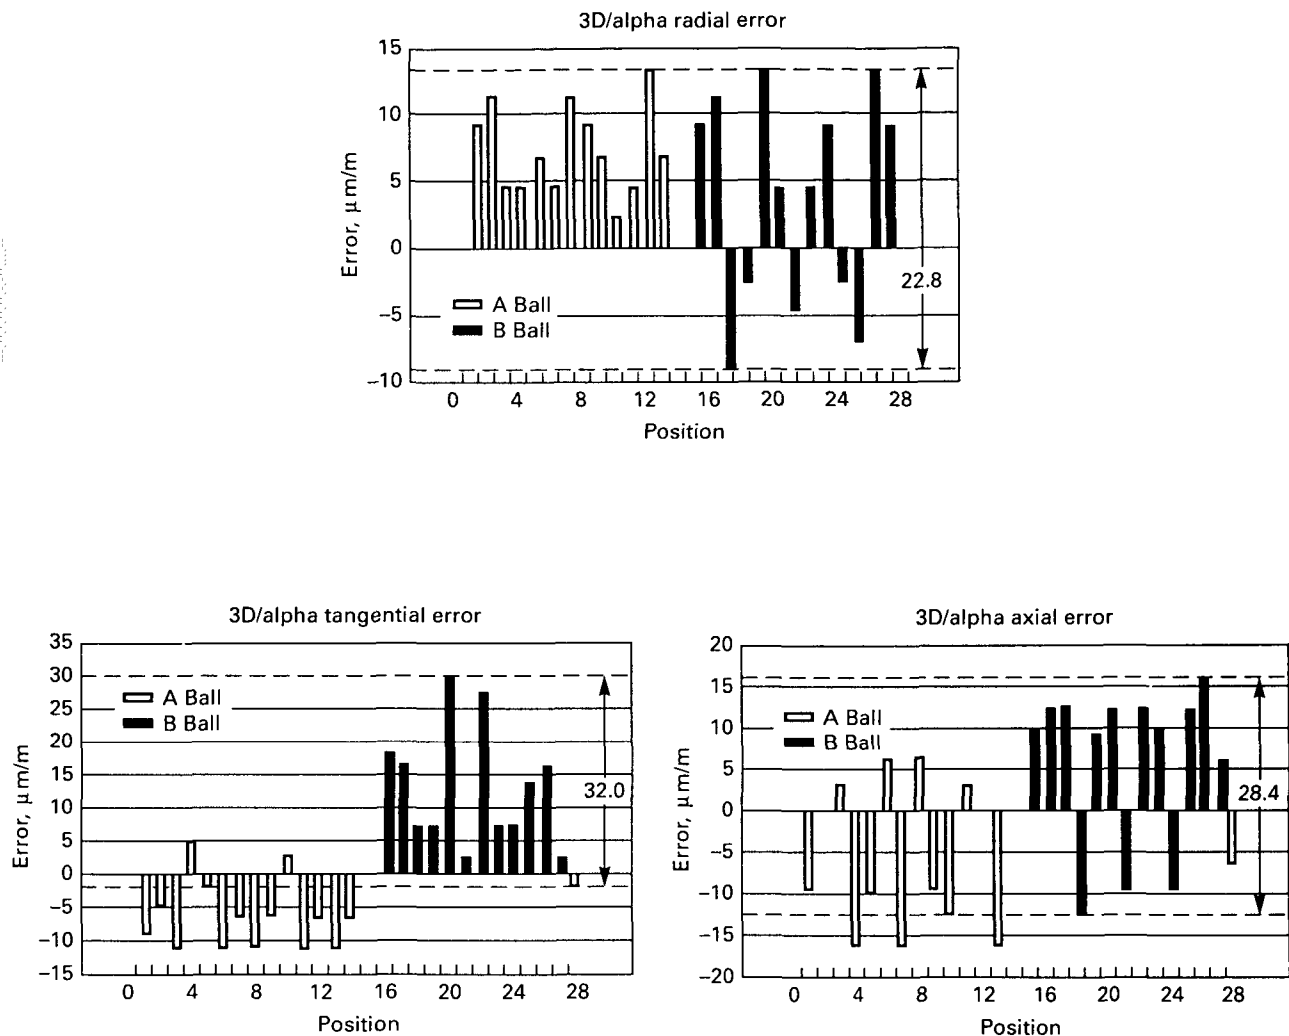 3D/alpha radial error
15
10
5
0
−5
−10
Error, μm/m
A Ball
B Ball
22.8
0 4 8 12 16 20 24 28
Position
3D/alpha tangential error
35
30
25
20
15
10
5
0
−5
−10
−15
Error, μm/m
A Ball
B Ball
32.0
0 4 8 12 16 20 24 28
Position
3D/alpha axial error
20
15
10
5
0
−5
−10
−15
−20
Error, μm/m
A Ball
B Ball
28.4
0 4 8 12 16 20 24 28
Position